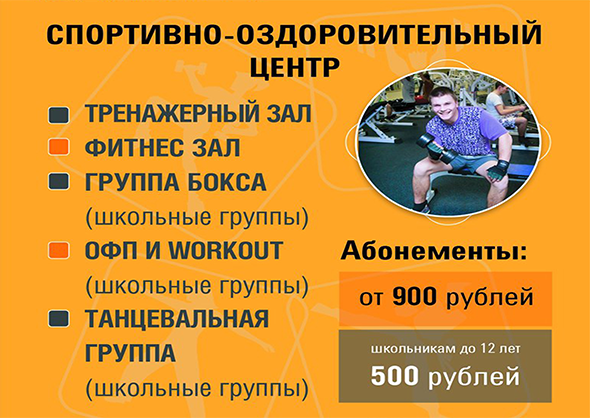 СПОРТИВНО-ОЗДОРОВИТЕЛЬНЫЙ
ЦЕНТР
ТРЕНАЖЕРНЫЙ ЗАЛ
ФИТНЕС ЗАЛ
ГРУППА БОКСА
(школьные группы)
ОФП И WORKOUT
(школьные группы)
ТАНЦЕВАЛЬНАЯ
ГРУППА
(школьные группы)
Абонементы:
от 900 рублей
школьникам до 12 лет
500 рублей